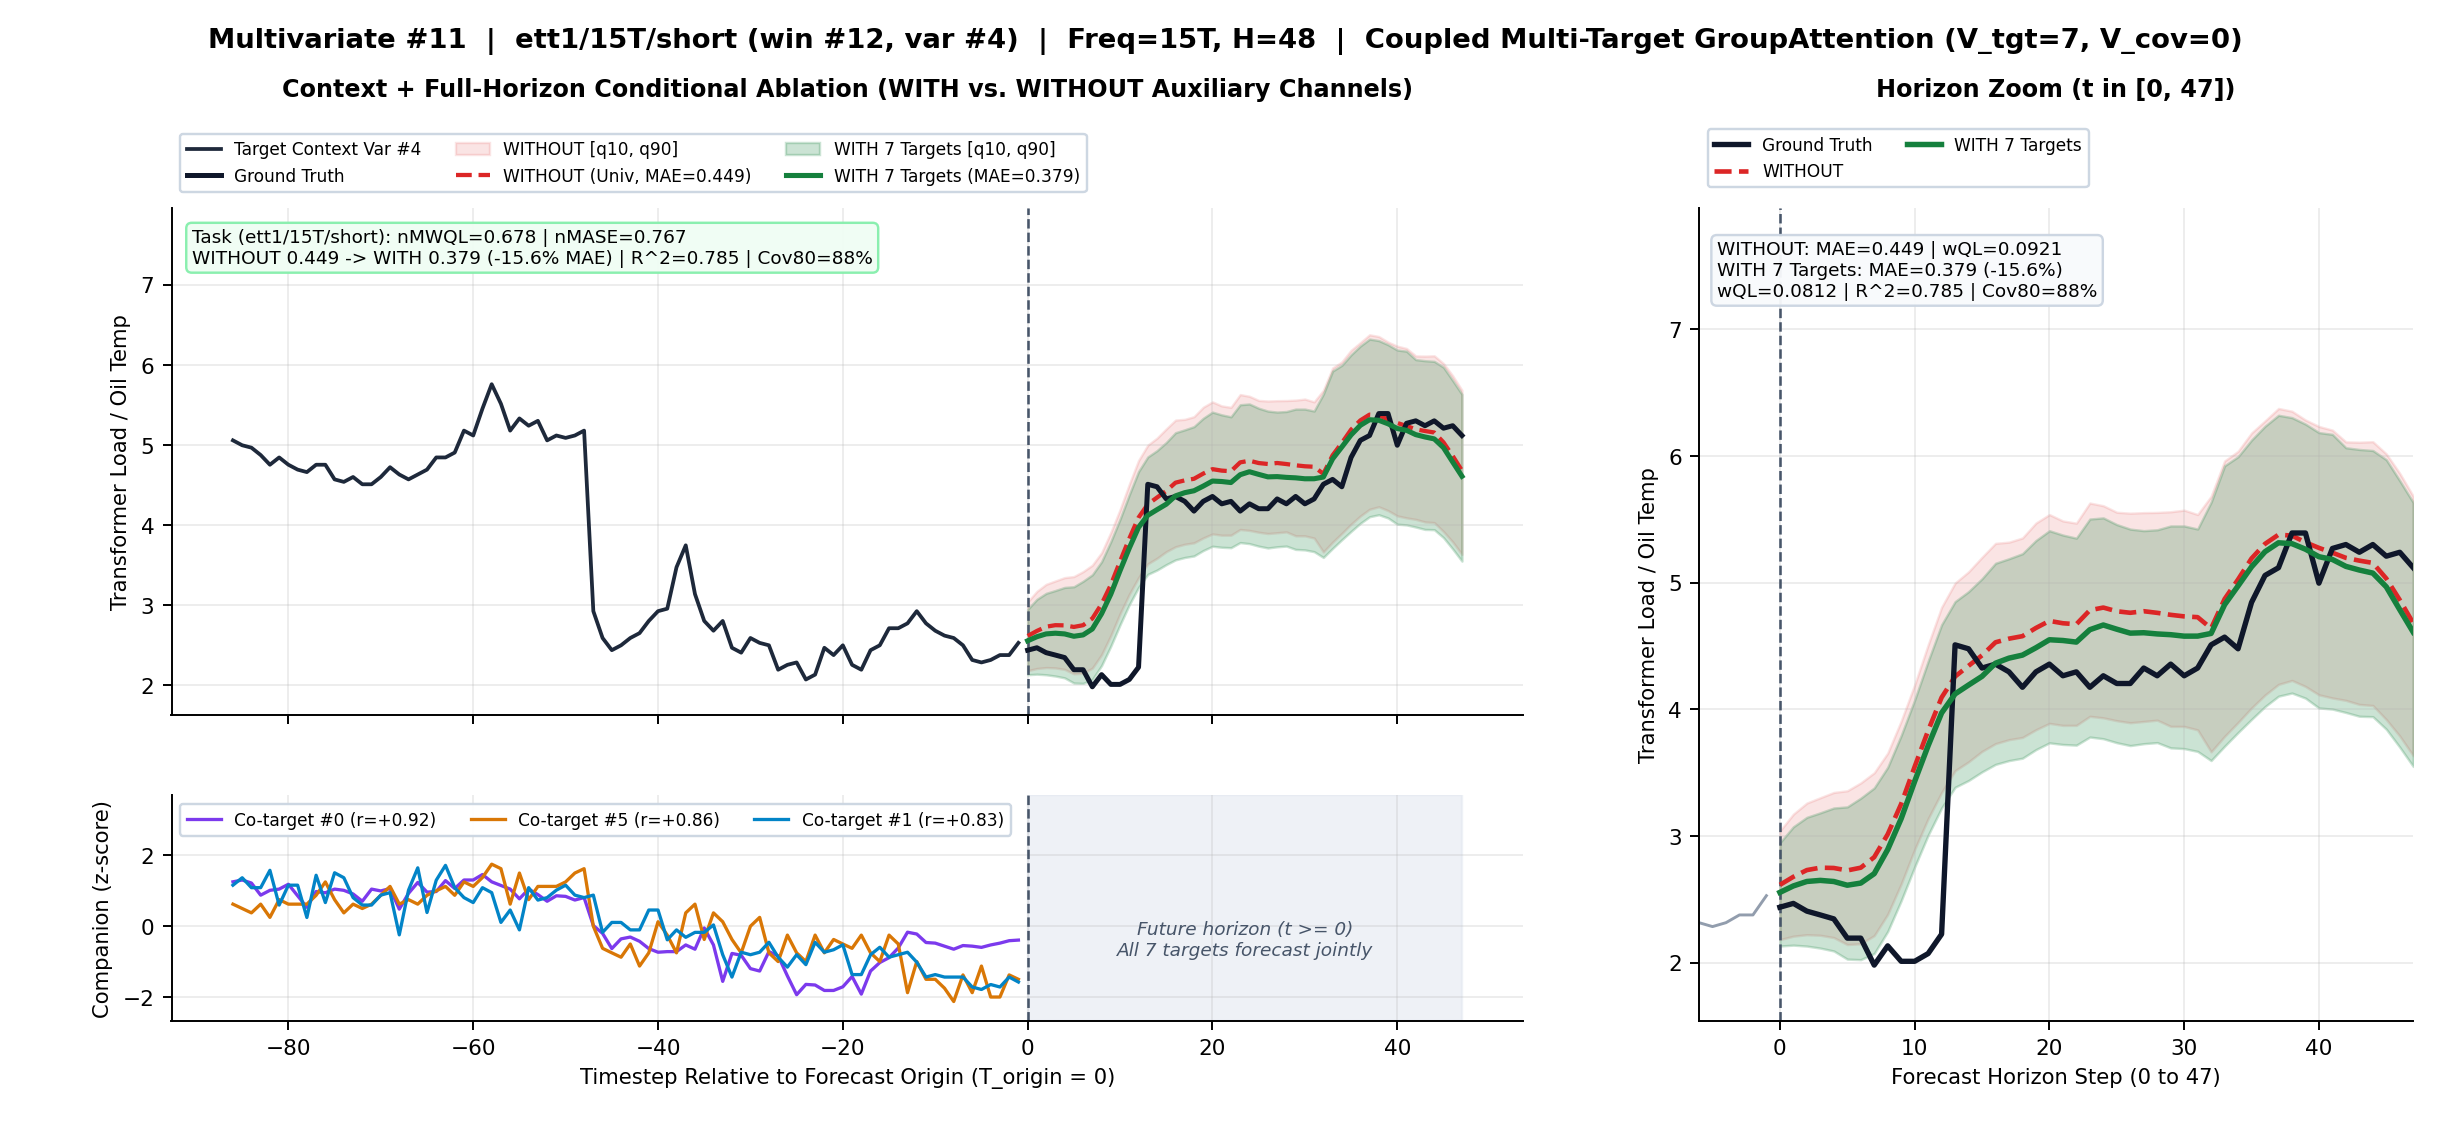 Multivariate #11 | ett1/15T/short (win #12, var #4) | Freq=15T, H=48 | Coupled Multi-Target GroupAttention (V_tgt=7, V_cov=0)
Context + Full-Horizon Conditional Ablation (WITH vs. WITHOUT Auxiliary Channels)
Target Context Var #4
Ground Truth
WITHOUT [q10, q90]
WITHOUT (Univ, MAE=0.449)
WITH 7 Targets [q10, q90]
WITH 7 Targets (MAE=0.379)
Task (ett1/15T/short): nMWQL=0.678 | nMASE=0.767
WITHOUT 0.449 -> WITH 0.379 (-15.6% MAE) | R^2=0.785 | Cov80=88%
Transformer Load / Oil Temp
7
6
5
4
3
2
Co-target #0 (r=+0.92)
Co-target #5 (r=+0.86)
Co-target #1 (r=+0.83)
Companion (z-score)
2
0
−2
Future horizon (t >= 0)
All 7 targets forecast jointly
−80
−60
−40
−20
0
20
40
Timestep Relative to Forecast Origin (T_origin = 0)
Horizon Zoom (t in [0, 47])
Ground Truth
WITHOUT
WITH 7 Targets
WITHOUT: MAE=0.449 | wQL=0.0921
WITH 7 Targets: MAE=0.379 (-15.6%)
wQL=0.0812 | R^2=0.785 | Cov80=88%
Transformer Load / Oil Temp
7
6
5
4
3
2
0
10
20
30
40
Forecast Horizon Step (0 to 47)